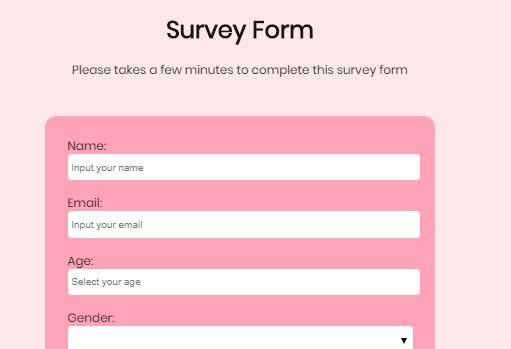 Survey Form
Please takes a few minutes to complete this survey form
Name:
Input your name
Email:
Input your email
Age:
Select your age
Gender: